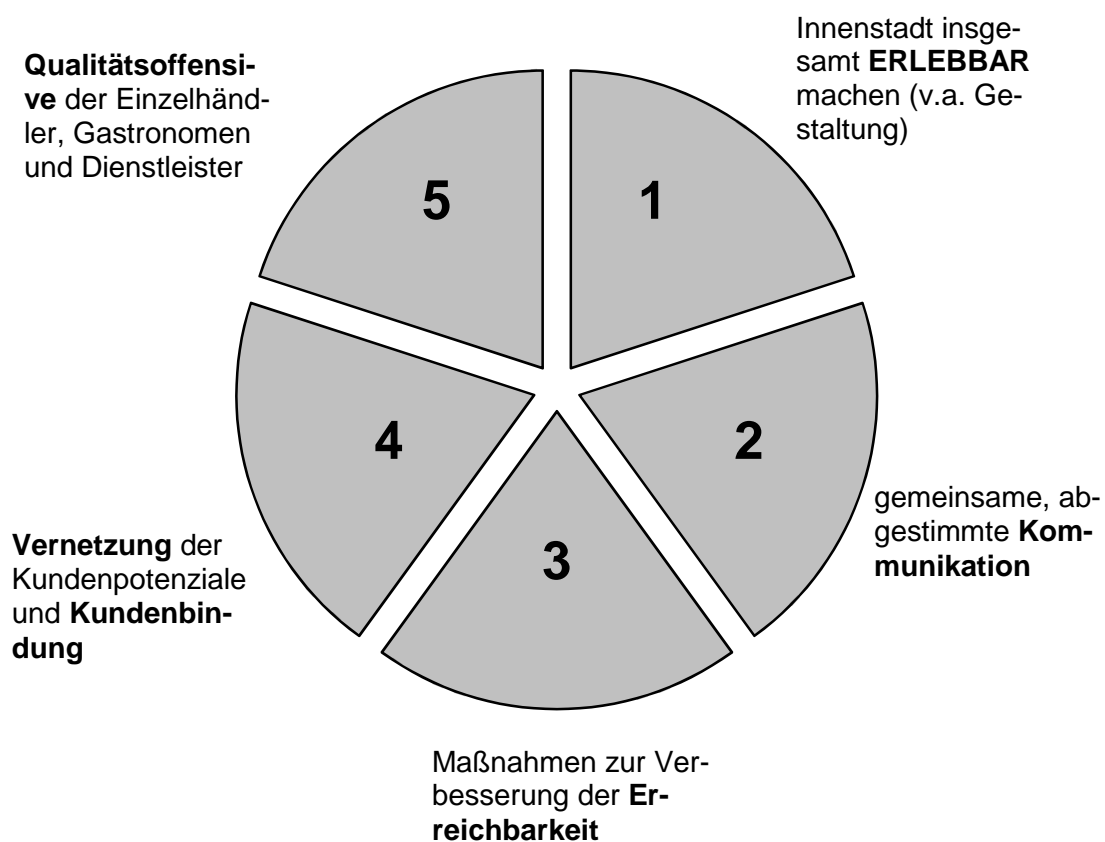 Innenstadt insge-
samt ERLEBBAR
machen (v.a. Ge-
staltung)
1
2
gemeinsame, ab-
gestimmte Kom-
munikation
3
Maßnahmen zur Ver-
besserung der Er-
reichbarkeit
4
Vernetzung der
Kundenpotenziale
und Kundenbin-
dung
5
Qualitätsoffensi-
ve der Einzelhänd-
ler, Gastronomen
und Dienstleister